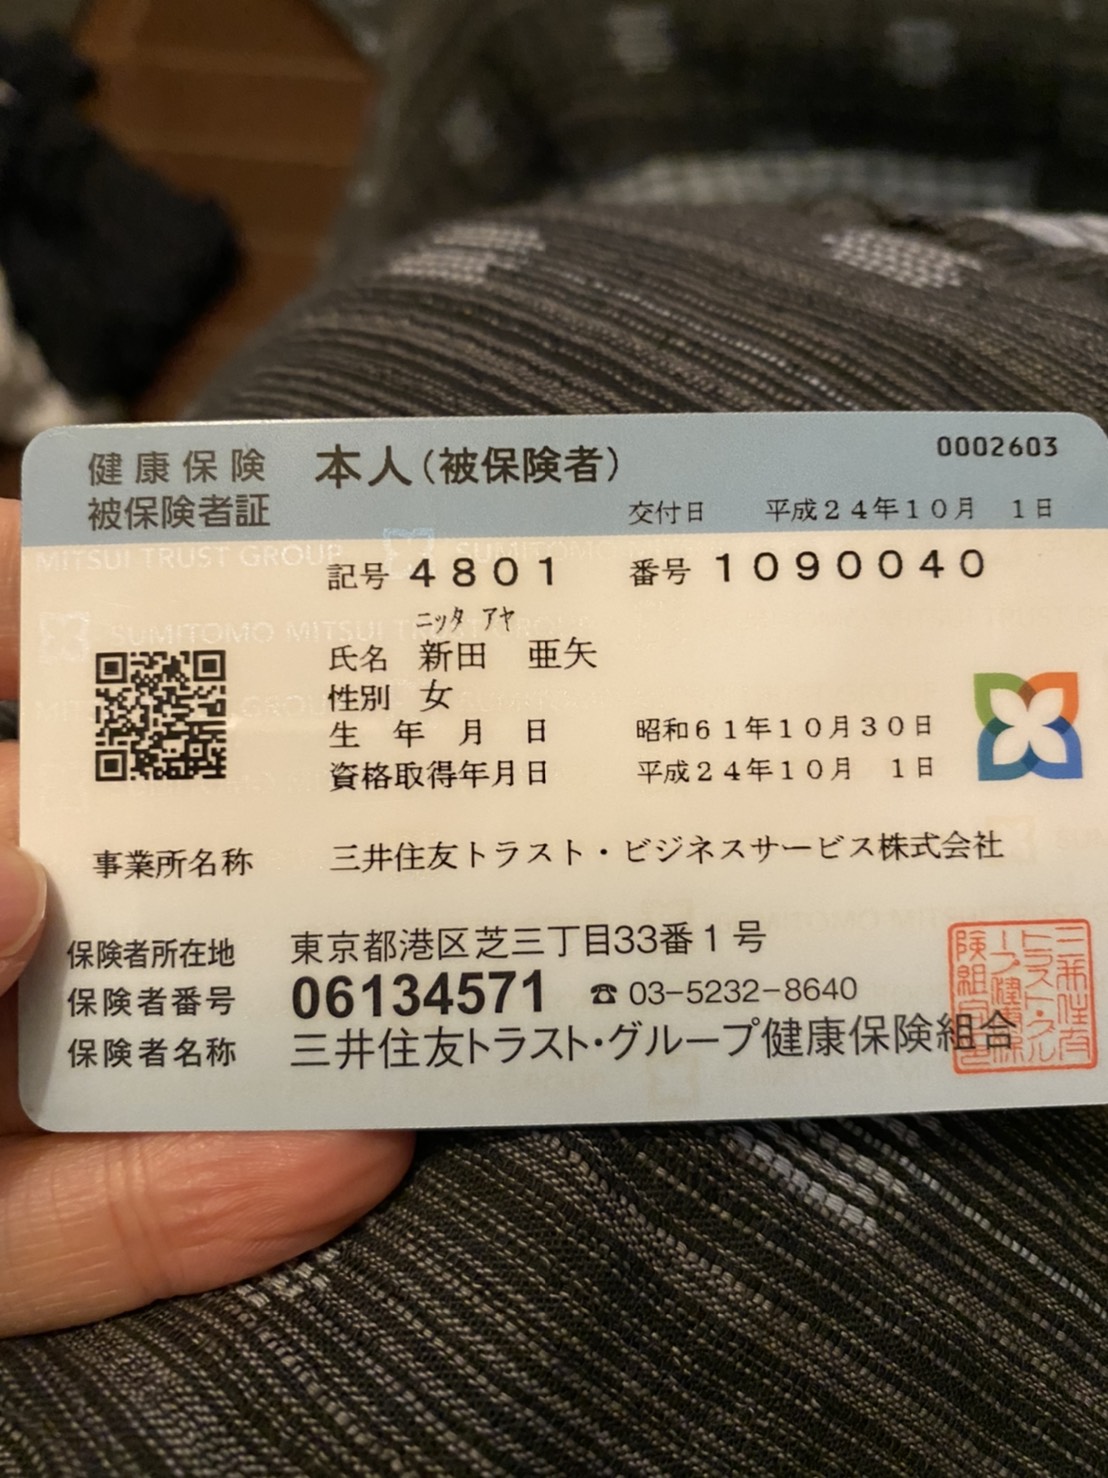 健康保険 本人(被保険者) 0002603
被保険者証 交付日 平成24年10月 1日
MITSUI TRUST GROUP
記号 4801 番号 1090040
ニッタ アヤ
SUMITOMO MITSUI TRUST GROUP
氏名 新田 亜矢
性別 女
生年月日 昭和61年10月30日
資格取得年月日 平成24年10月 1日
事業所名称 三井住友トラスト・ビジネスサービス株式会社
保険者所在地 東京都港区芝三丁目33番1号
保険者番号 06134571 ☎ 03-5232-8640
保険者名称 三井住友トラスト・グループ健康保険組合